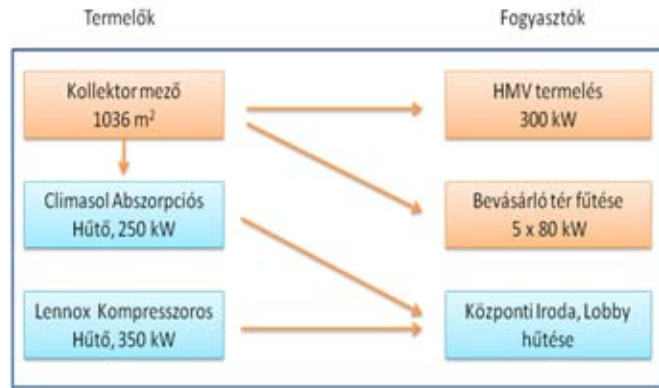 Termelők
Fogyasztók
Kollektor mező
1036 m²
HMV termelés
300 kW
Climasol Abszorpciós
Hűtő, 250 kW
Bevásárló tér fűtése
5 x 80 kW
Lennox Kompresszoros
Hűtő, 350 kW
Központi Iroda, Lobby
hűtése